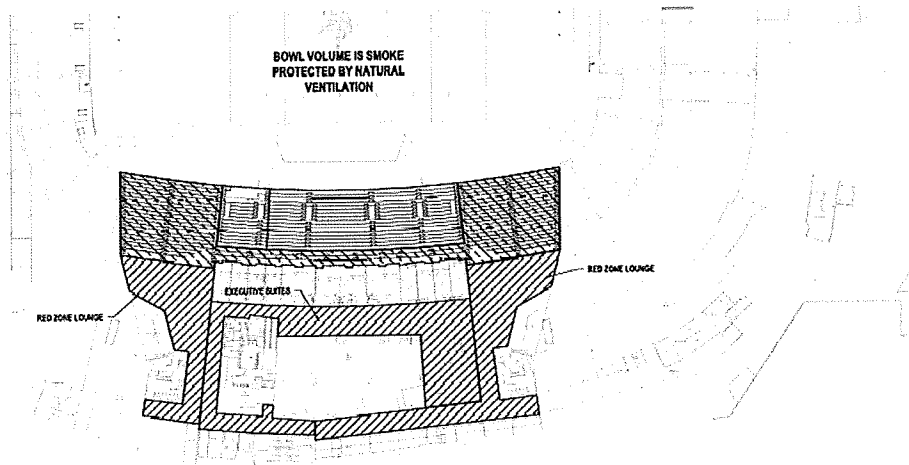 BOWL VOLUME IS SMOKE
PROTECTED BY NATURAL
VENTILATION
RED ZONE LOUNGE
EXECUTIVE SUITES
RED ZONE LOUNGE